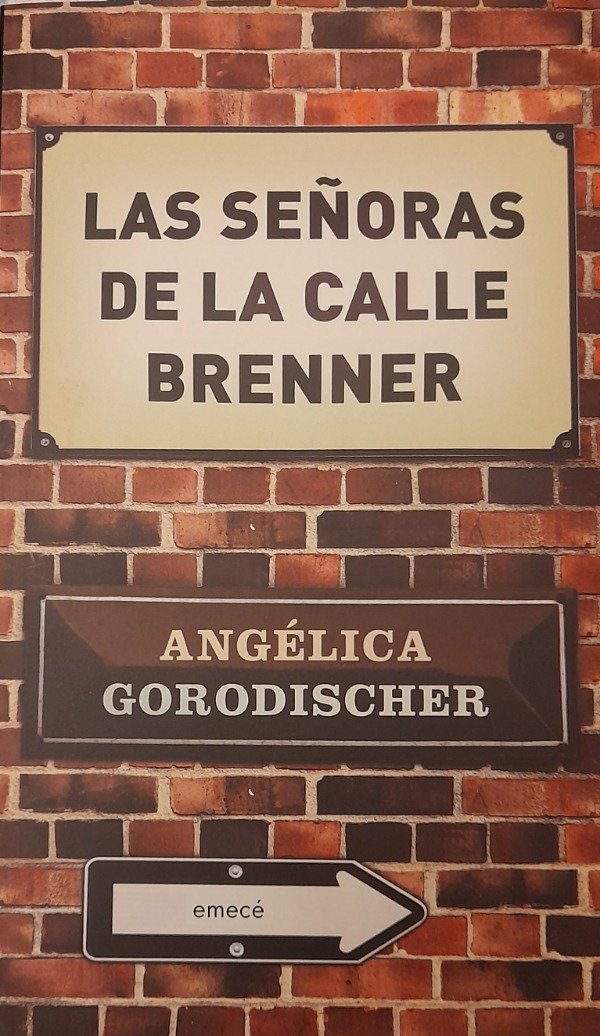 LAS SEÑORAS
DE LA CALLE
BRENNER
ANGÉLICA
GORODISCHER
emecé